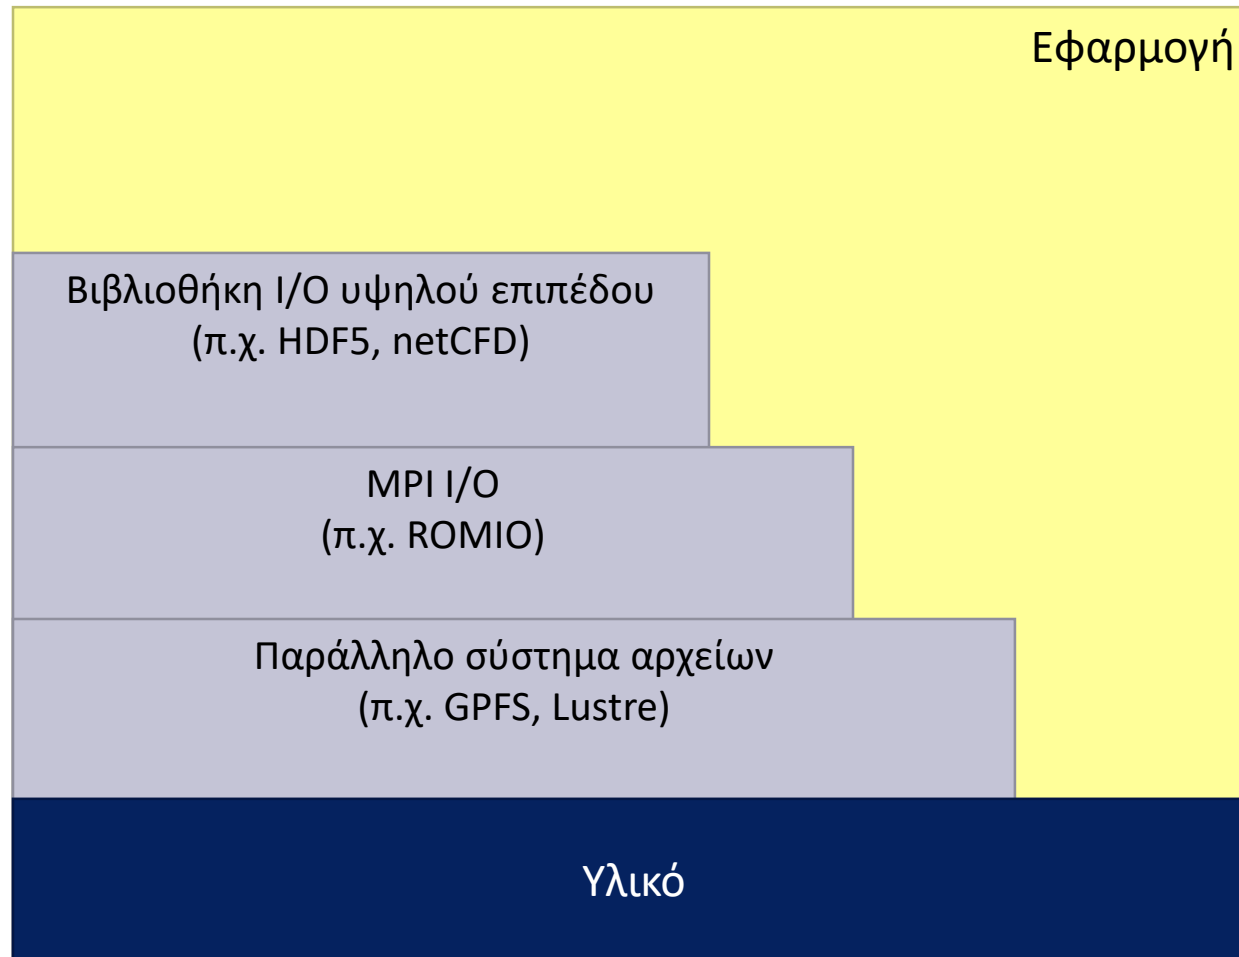 Εφαρμογή
Βιβλιοθήκη I/O υψηλού επιπέδου
(π.χ. HDF5, netCFD)
MPI I/O
(π.χ. ROMIO)
Παράλληλο σύστημα αρχείων
(π.χ. GPFS, Lustre)
Υλικό